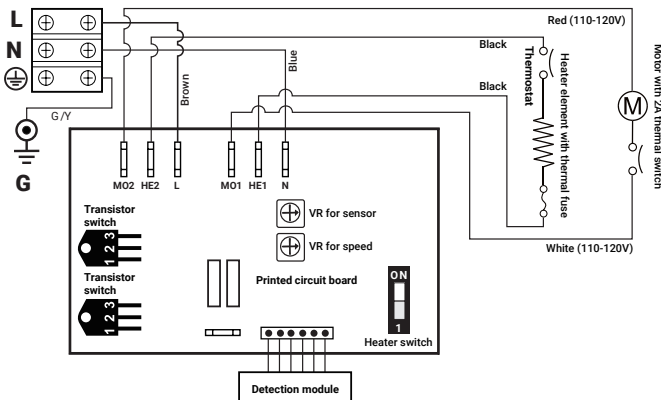 L
N
G /Y
G
Brown
Blue
Black
Black
Red (110-120V)
White (110-120V)
Thermostat
Heater element with thermal fuse
M
Motor with 2A thermal switch
MO2 HE2 L MO1 HE1 N
Transistor
switch
1 2 3
Transistor
switch
1 2 3
VR for sensor
VR for speed
Printed circuit board
ON
1
Heater switch
Detection module